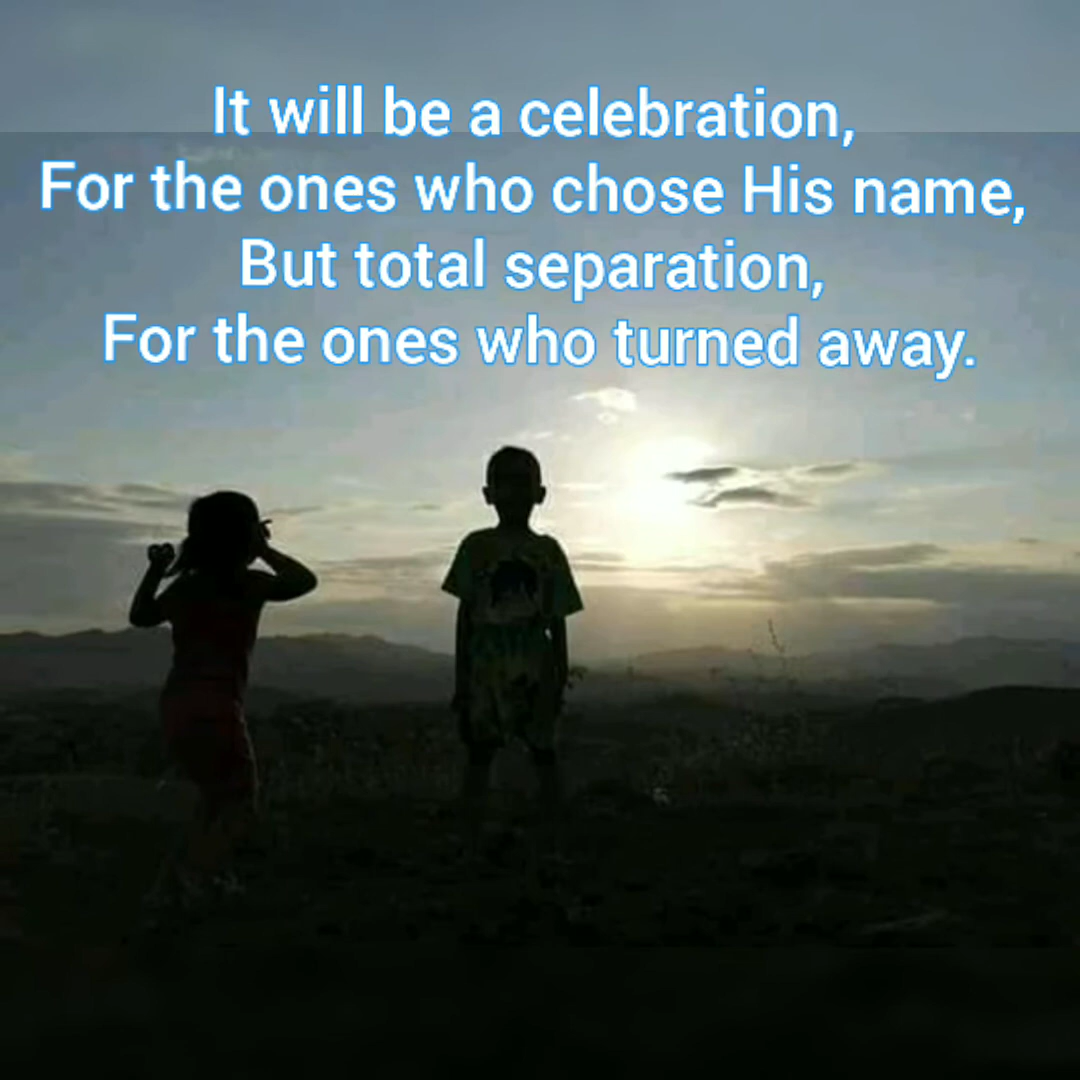 It will be a celebration,
For the ones who chose His name,
But total separation,
For the ones who turned away.